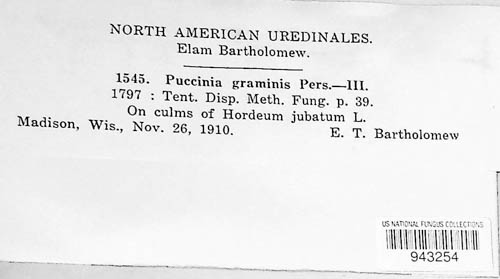 NORTH AMERICAN UREDINALES.
Elam Bartholomew.
1545. Puccinia graminis Pers.—III.
1797 : Tent. Disp. Meth. Fung. p. 39.
On culms of Hordeum jubatum L.
Madison, Wis., Nov. 26, 1910. E. T. Bartholomew
US NATIONAL FUNGUS COLLECTIONS
943254